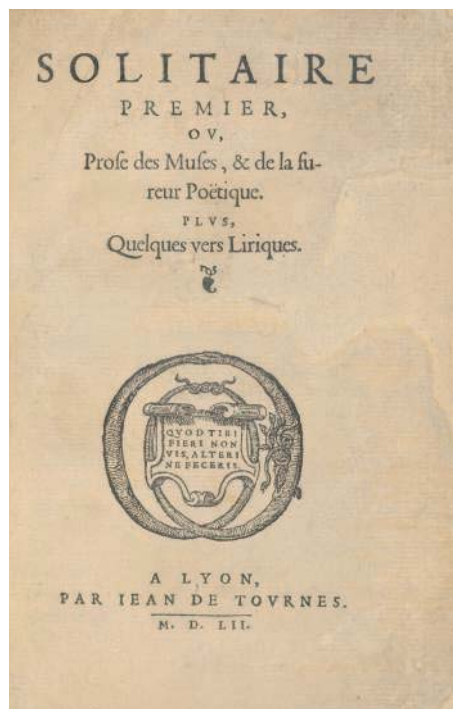 SOLITAIRE
PREMIER,
OV,
Proſe des Muſes, & de la fu-
reur Poëtique.
PLVS,
Quelques vers Liriques.
QVOD TIBI
FIERI NON
VIS, ALTERI
NE FECERIS.
A LYON,
PAR IEAN DE TOVRNES.
M. D. LII.